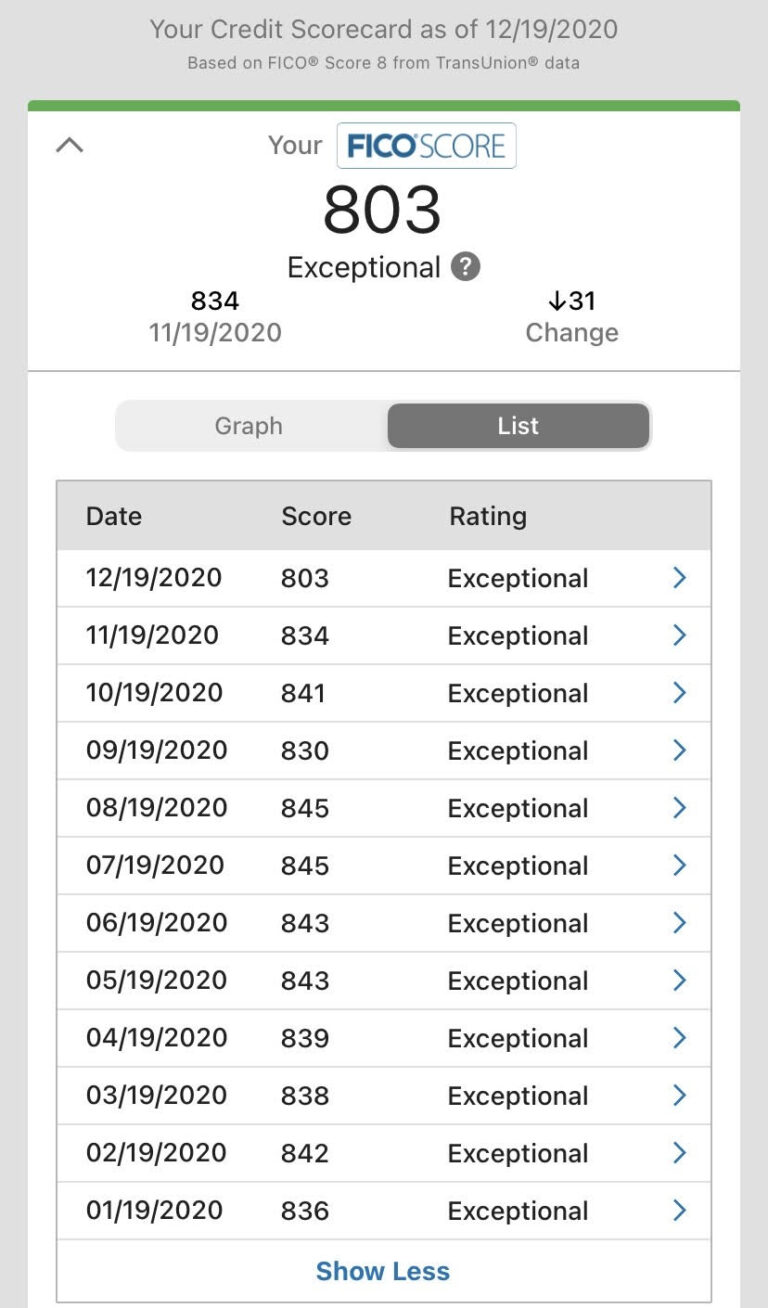 Your Credit Scorecard as of 12/19/2020
Based on FICO® Score 8 from TransUnion® data
Your FICO® SCORE
803
Exceptional ?
834 ↓31
11/19/2020 Change
Graph List
Date Score Rating
12/19/2020 803 Exceptional
11/19/2020 834 Exceptional
10/19/2020 841 Exceptional
09/19/2020 830 Exceptional
08/19/2020 845 Exceptional
07/19/2020 845 Exceptional
06/19/2020 843 Exceptional
05/19/2020 843 Exceptional
04/19/2020 839 Exceptional
03/19/2020 838 Exceptional
02/19/2020 842 Exceptional
01/19/2020 836 Exceptional
Show Less